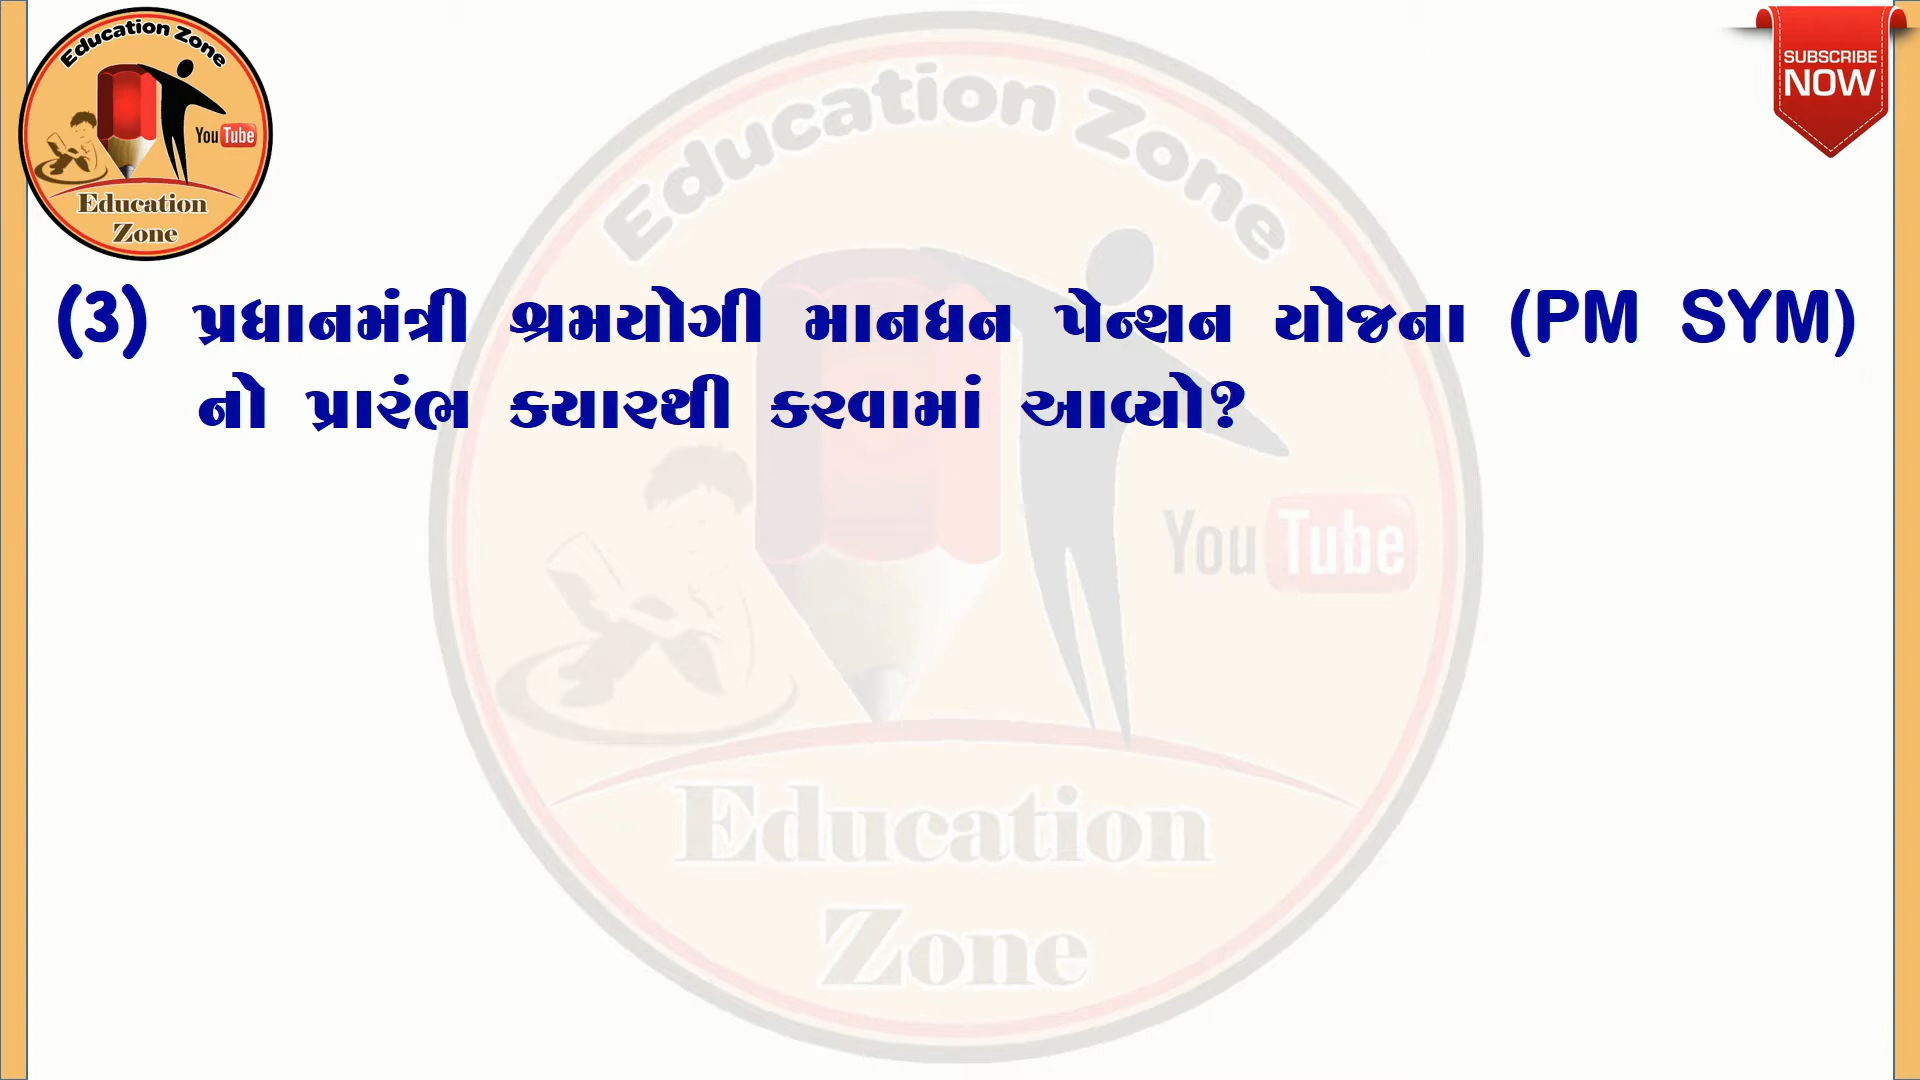 Education Zone
You Tube
Education
Zone
SUBSCRIBE
NOW
(3) પ્રધાનમંત્રી શ્રમયોગી માનધન પેન્શન યોજના (PM SYM)
નો પ્રારંભ ક્યારથી કરવામાં આવ્યો?
Education Zone
You Tube
Education
Zone